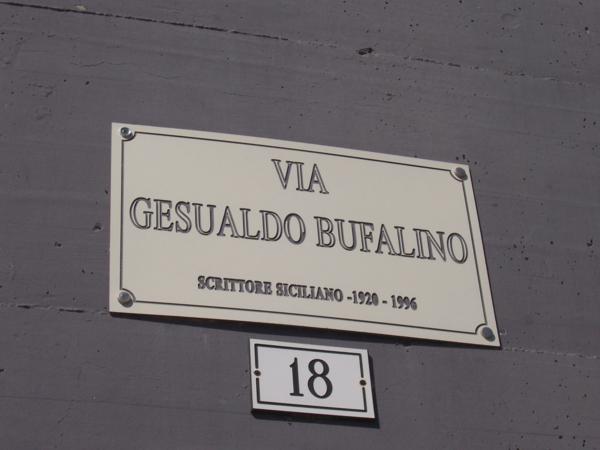 VIA
GESUALDO BUFALINO
SCRITTORE SICILIANO -1920 - 1996
18